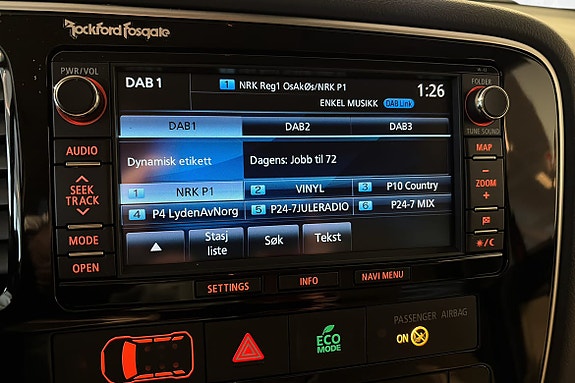 Rockford Fosgate
PWR/VOL
FOLDER
DAB 1
1 NRK Reg1 OsAkØs/NRK P1
1:26
ENKEL MUSIKK DAB Link
TUNE SOUND
DAB1 DAB2 DAB3
AUDIO
MAP
Dynamisk etikett
Dagens: Jobb til 72
SEEK
TRACK
ZOOM
1 NRK P1
2 VINYL
3 P10 Country
4 P4 LydenAvNorg
5 P24-7JULERADIO
6 P24-7 MIX
MODE
OPEN
Stasj
liste
Søk
Tekst
SETTINGS
INFO
NAVI MENU
ECO
MODE
PASSENGER AIRBAG
ON